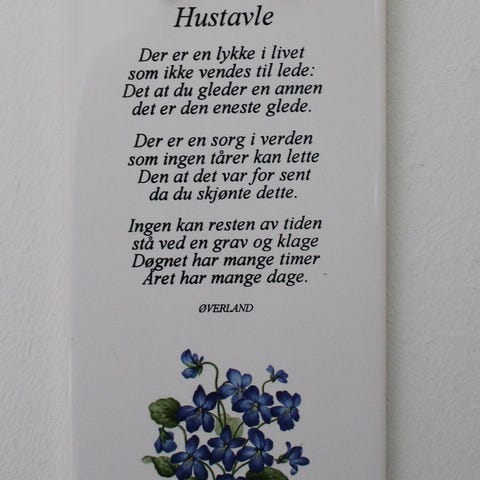 Hustavle
Der er en lykke i livet
som ikke vendes til lede:
Det at du gleder en annen
det er den eneste glede.
Der er en sorg i verden
som ingen tårer kan lette
Den at det var for sent
da du skjønte dette.
Ingen kan resten av tiden
stå ved en grav og klage
Døgnet har mange timer
Året har mange dage.
ØVERLAND